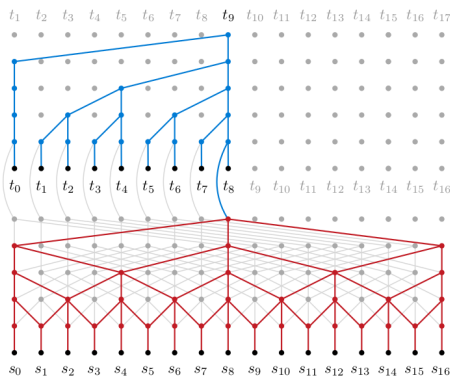 t₁ t₂ t₃ t₄ t₅ t₆ t₇ t₈ t₉ t₁₀ t₁₁ t₁₂ t₁₃ t₁₄ t₁₅ t₁₆ t₁₇
t₀ t₁ t₂ t₃ t₄ t₅ t₆ t₇ t₈ t₉ t₁₀ t₁₁ t₁₂ t₁₃ t₁₄ t₁₅ t₁₆
s₀ s₁ s₂ s₃ s₄ s₅ s₆ s₇ s₈ s₉ s₁₀ s₁₁ s₁₂ s₁₃ s₁₄ s₁₅ s₁₆